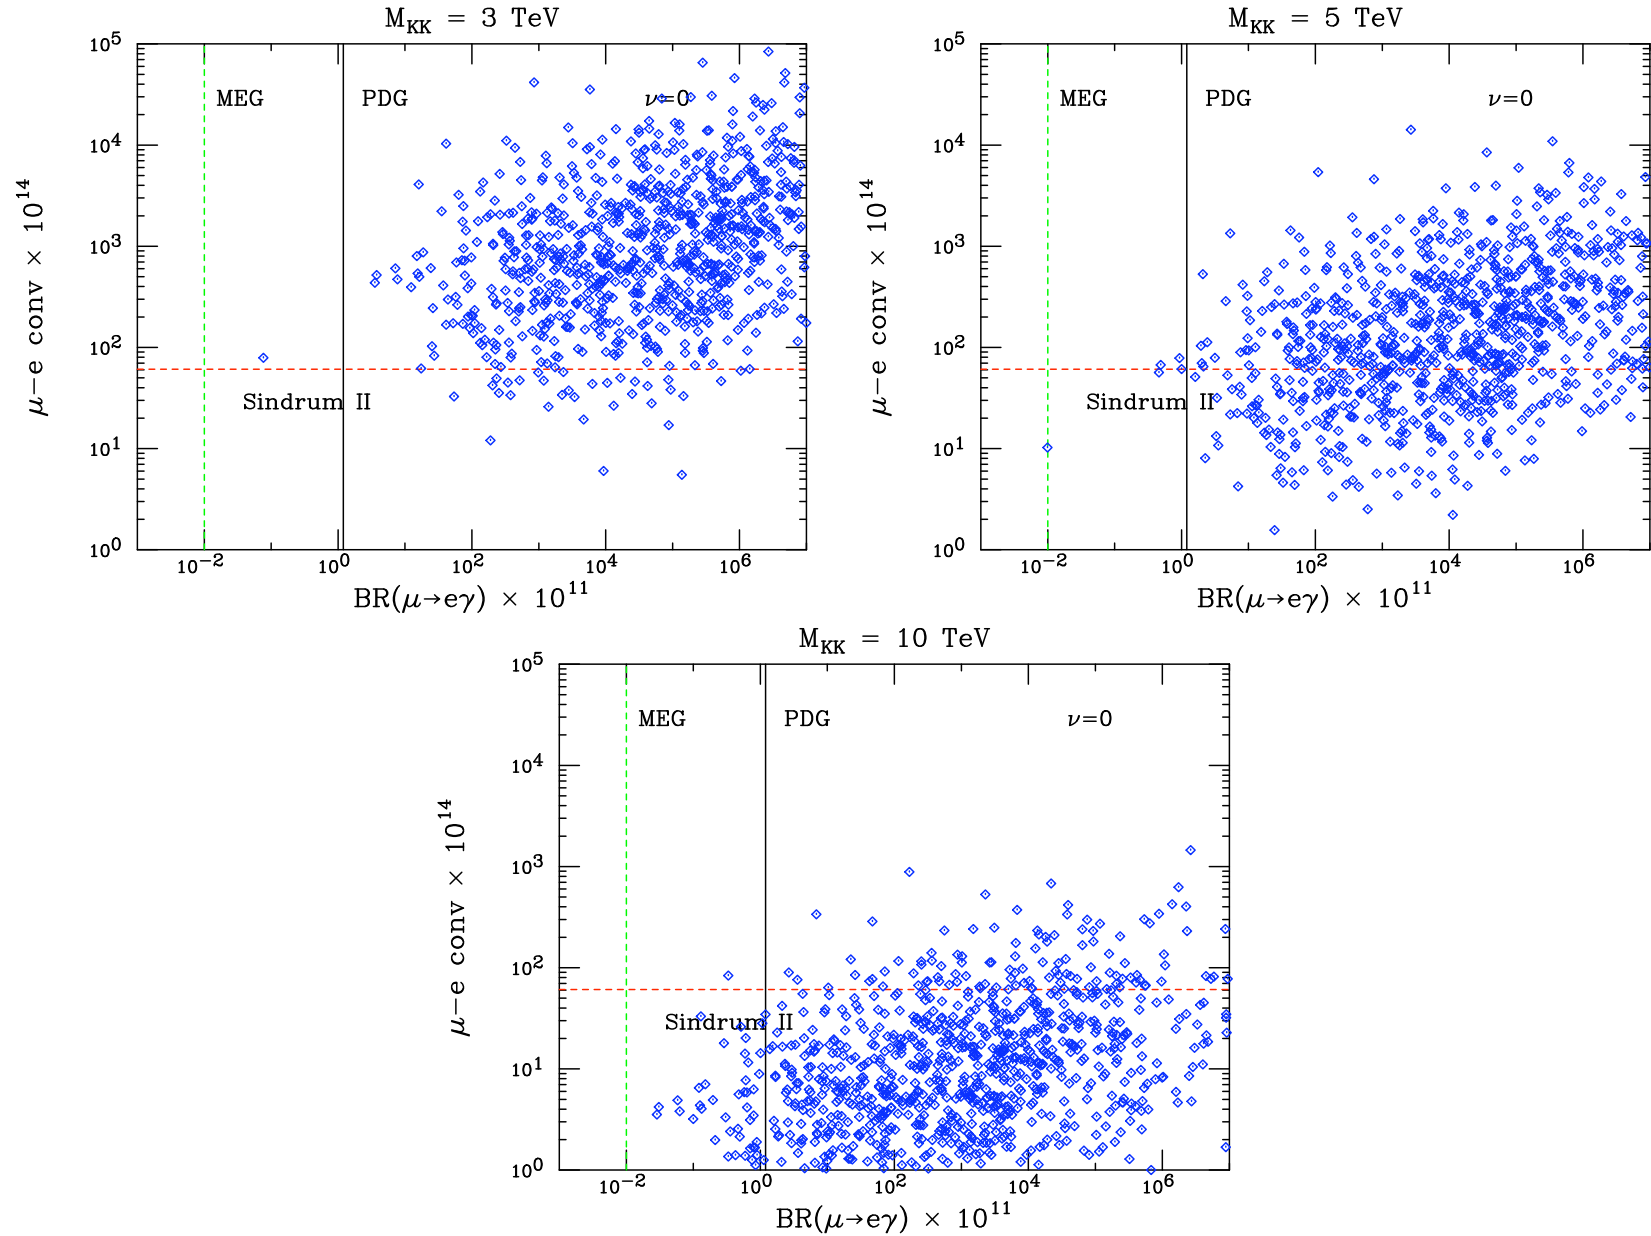 M_KK = 3 TeV
10^5
10^4
10^3
10^2
10^1
10^0
μ−e conv × 10^14
MEG
PDG
ν=0
Sindrum II
10^−2
10^0
10^2
10^4
10^6
BR(μ→eγ) × 10^11
M_KK = 5 TeV
10^5
10^4
10^3
10^2
10^1
10^0
μ−e conv × 10^14
MEG
PDG
ν=0
Sindrum II
10^−2
10^0
10^2
10^4
10^6
BR(μ→eγ) × 10^11
M_KK = 10 TeV
10^5
10^4
10^3
10^2
10^1
10^0
μ−e conv × 10^14
MEG
PDG
ν=0
Sindrum II
10^−2
10^0
10^2
10^4
10^6
BR(μ→eγ) × 10^11